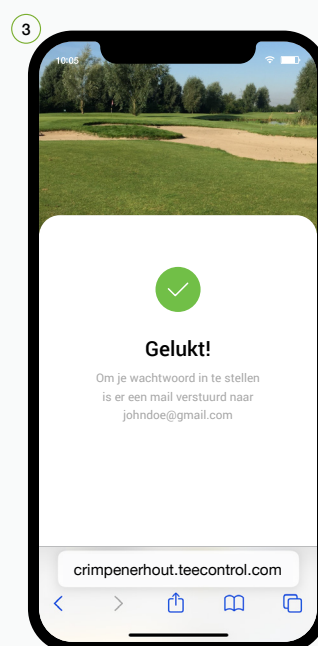 3
10:05
Gelukt!
Om je wachtwoord in te stellen
is er een mail verstuurd naar
johndoe@gmail.com
crimpenerhout.teecontrol.com